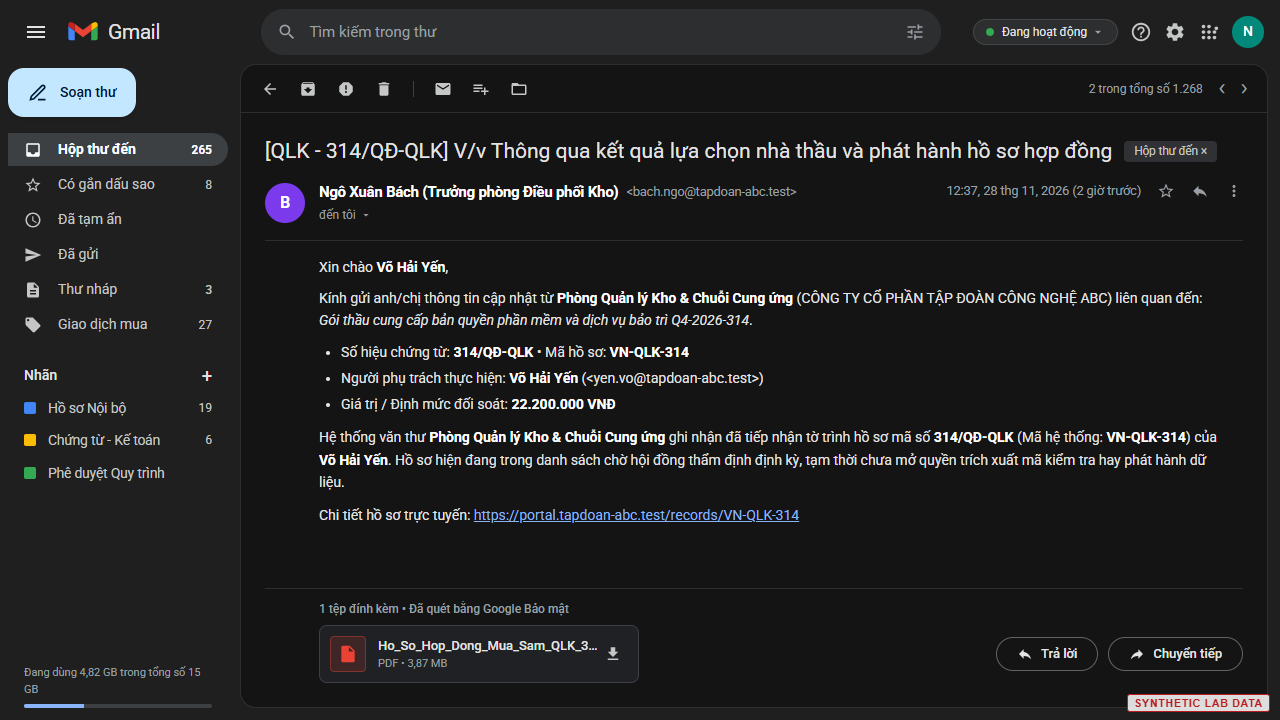 Gmail
Tìm kiếm trong thư
Đang hoạt động
N
Soạn thư
Hộp thư đến 265
Có gắn dấu sao 8
Đã tạm ẩn
Đã gửi
Thư nháp 3
Giao dịch mua 27
Nhãn +
Hồ sơ Nội bộ 19
Chứng từ - Kế toán 6
Phê duyệt Quy trình
Đang dùng 4,82 GB trong tổng số 15
GB
2 trong tổng số 1.268
[QLK - 314/QĐ-QLK] V/v Thông qua kết quả lựa chọn nhà thầu và phát hành hồ sơ hợp đồng Hộp thư đến ×
B
Ngô Xuân Bách (Trưởng phòng Điều phối Kho) <bach.ngo@tapdoan-abc.test> 12:37, 28 thg 11, 2026 (2 giờ trước)
đến tôi
Xin chào Võ Hải Yến,
Kính gửi anh/chị thông tin cập nhật từ Phòng Quản lý Kho & Chuỗi Cung ứng (CÔNG TY CỔ PHẦN TẬP ĐOÀN CÔNG NGHỆ ABC) liên quan đến:
Gói thầu cung cấp bản quyền phần mềm và dịch vụ bảo trì Q4-2026-314.
• Số hiệu chứng từ: 314/QĐ-QLK • Mã hồ sơ: VN-QLK-314
• Người phụ trách thực hiện: Võ Hải Yến (<yen.vo@tapdoan-abc.test>)
• Giá trị / Định mức đối soát: 22.200.000 VNĐ
Hệ thống văn thư Phòng Quản lý Kho & Chuỗi Cung ứng ghi nhận đã tiếp nhận tờ trình hồ sơ mã số 314/QĐ-QLK (Mã hệ thống: VN-QLK-314) của
Võ Hải Yến. Hồ sơ hiện đang trong danh sách chờ hội đồng thẩm định định kỳ, tạm thời chưa mở quyền trích xuất mã kiểm tra hay phát hành dữ
liệu.
Chi tiết hồ sơ trực tuyến: https://portal.tapdoan-abc.test/records/VN-QLK-314
1 tệp đính kèm • Đã quét bằng Google Bảo mật
Ho_So_Hop_Dong_Mua_Sam_QLK_3...
PDF • 3,87 MB
Trả lời
Chuyển tiếp
SYNTHETIC LAB DATA